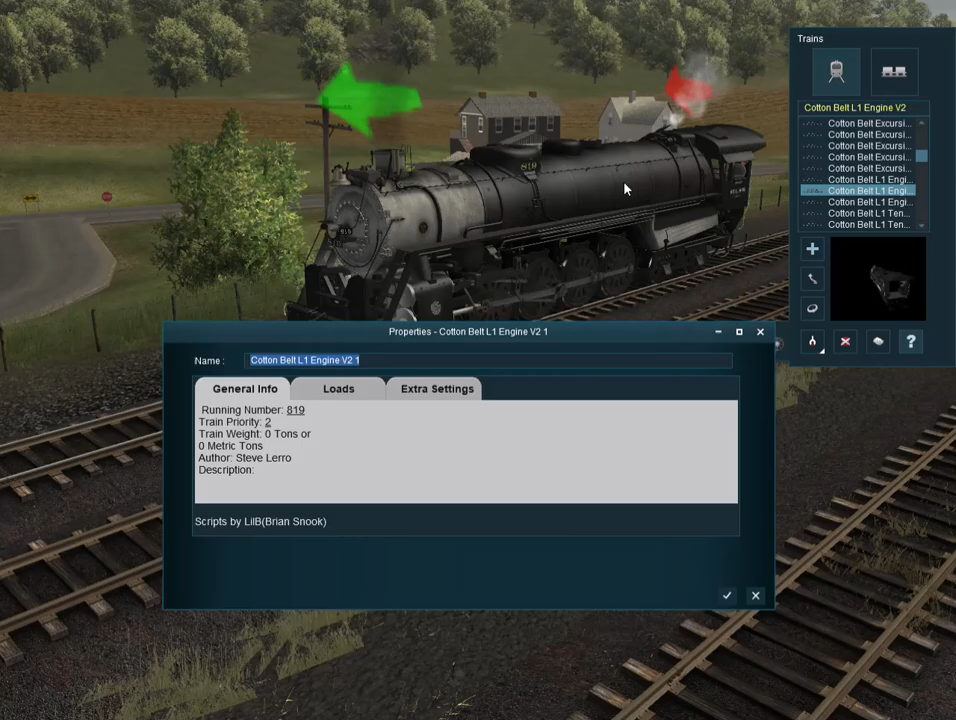 Trains
Cotton Belt L1 Engine V2
Cotton Belt Excursi...
Cotton Belt Excursi...
Cotton Belt Excursi...
Cotton Belt Excursi...
Cotton Belt Excursi...
Cotton Belt L1 Engi...
Cotton Belt L1 Engi...
Cotton Belt L1 Engi...
Cotton Belt L1 Ten...
Cotton Belt L1 Ten...
819
819
?
Properties - Cotton Belt L1 Engine V2 1
Name : Cotton Belt L1 Engine V2 1
General Info Loads Extra Settings
Running Number: 819
Train Priority: 2
Train Weight: 0 Tons or
0 Metric Tons
Author: Steve Lerro
Description:
Scripts by LilB(Brian Snook)